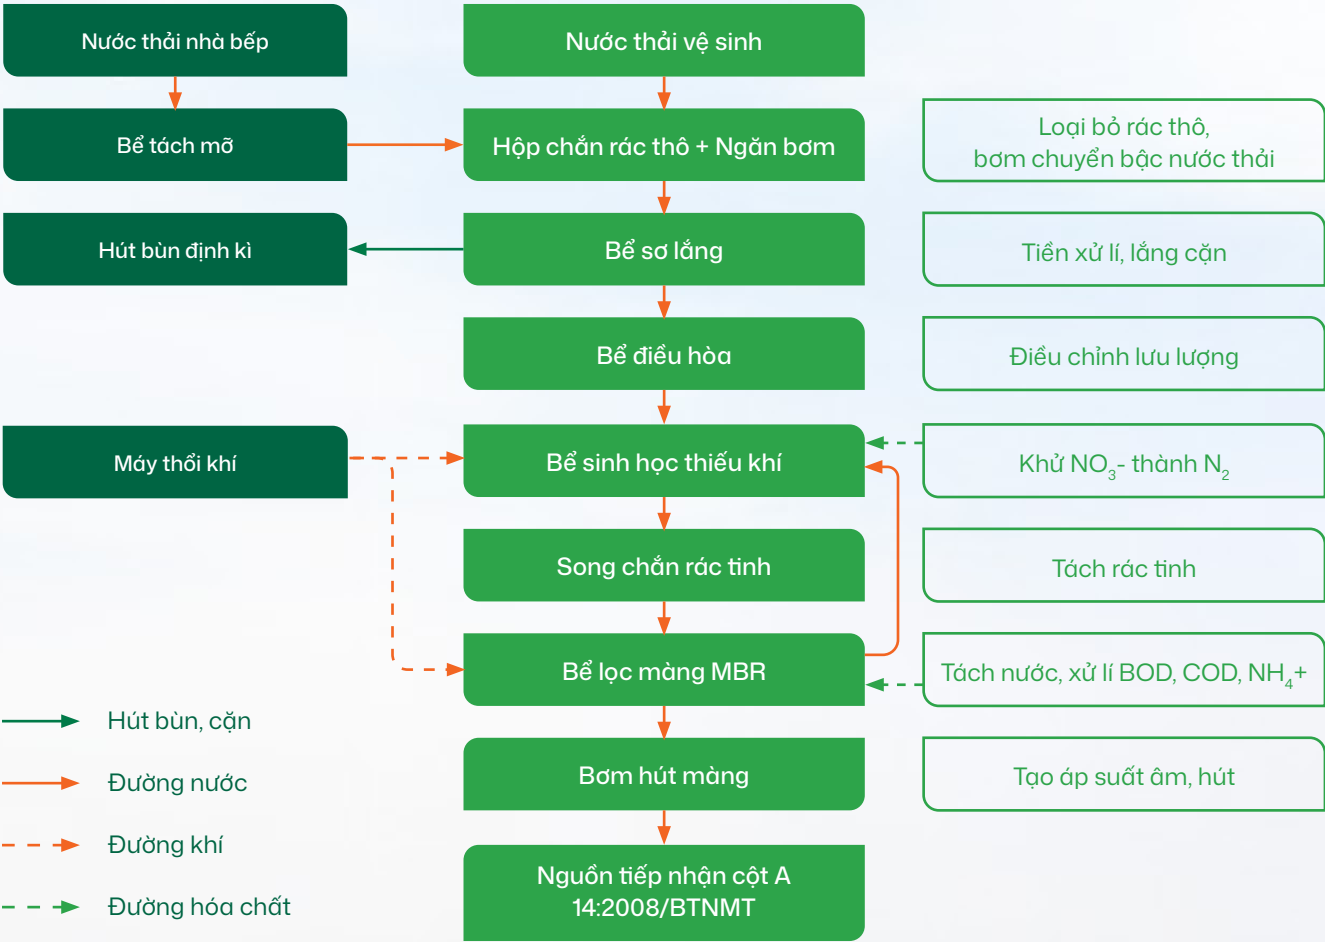 Nước thải nhà bếp
Nước thải vệ sinh
Bể tách mỡ
Hộp chắn rác thô + Ngăn bơm
Loại bỏ rác thô,
bơm chuyển bậc nước thải
Hút bùn định kì
Bể sơ lắng
Tiền xử lí, lắng cặn
Bể điều hòa
Điều chỉnh lưu lượng
Máy thổi khí
Bể sinh học thiếu khí
Khử NO₃- thành N₂
Song chắn rác tinh
Tách rác tinh
Bể lọc màng MBR
Tách nước, xử lí BOD, COD, NH₄+
Hút bùn, cặn
Bơm hút màng
Tạo áp suất âm, hút
Đường nước
Đường khí
Nguồn tiếp nhận cột A
14:2008/BTNMT
Đường hóa chất